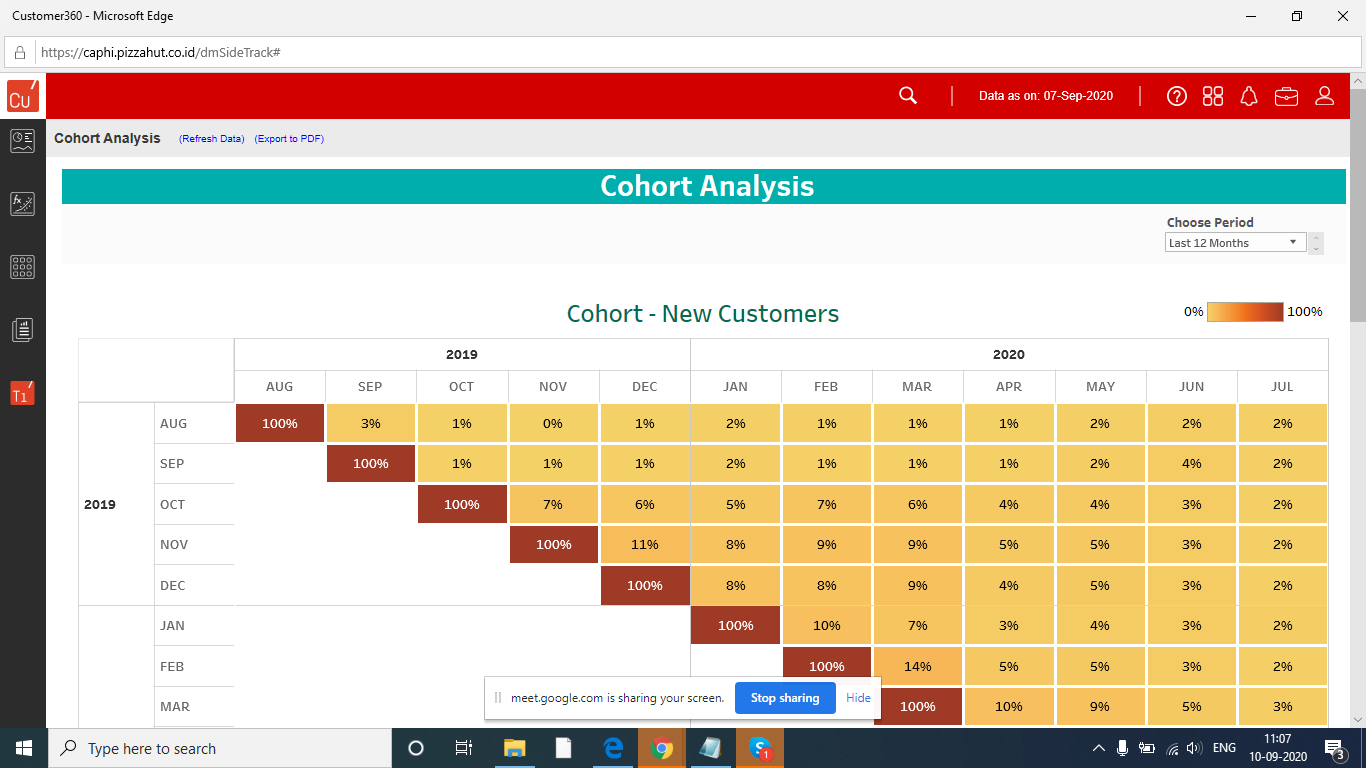 Customer360 - Microsoft Edge
https://caphi.pizzahut.co.id/dmSideTrack#
Cu
Data as on: 07-Sep-2020
Cohort Analysis (Refresh Data) (Export to PDF)
Cohort Analysis
Choose Period
Last 12 Months
Cohort - New Customers
0% 100%
2019 2020
AUG SEP OCT NOV DEC JAN FEB MAR APR MAY JUN JUL
AUG 100% 3% 1% 0% 1% 2% 1% 1% 1% 2% 2% 2%
SEP 100% 1% 1% 1% 2% 1% 1% 1% 2% 4% 2%
2019 OCT 100% 7% 6% 5% 7% 6% 4% 4% 3% 2%
NOV 100% 11% 8% 9% 9% 5% 5% 3% 2%
DEC 100% 8% 8% 9% 4% 5% 3% 2%
JAN 100% 10% 7% 3% 4% 3% 2%
FEB 100% 14% 5% 5% 3% 2%
MAR 100% 10% 9% 5% 3%
T1
meet.google.com is sharing your screen. Stop sharing Hide
Type here to search
1
ENG
11:07
10-09-2020
3